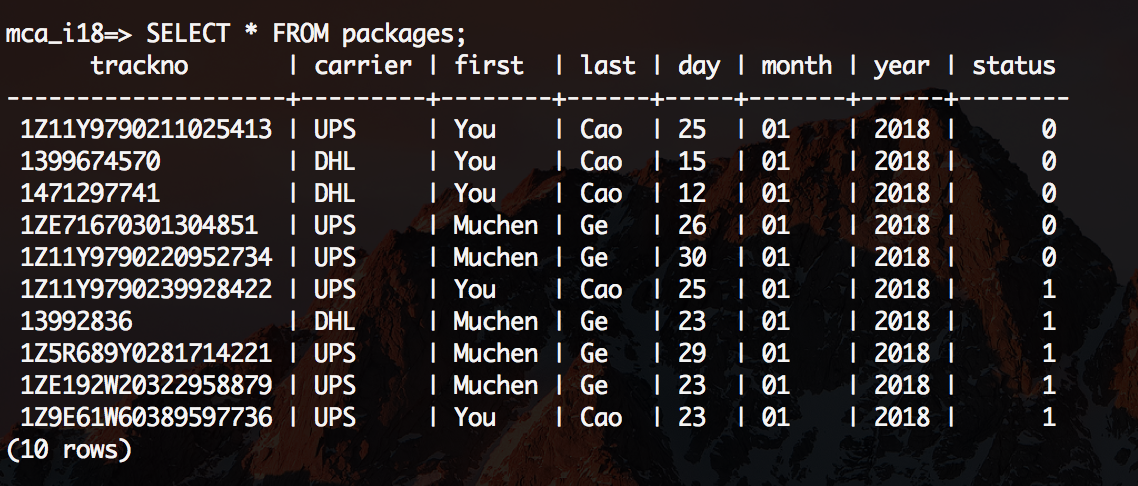 mca_i18=> SELECT * FROM packages;
      trackno       | carrier | first  | last | day | month | year | status
--------------------+---------+--------+------+-----+-------+------+--------
 1Z11Y9790211025413 | UPS     | You    | Cao  | 25  | 01    | 2018 |      0
 1399674570         | DHL     | You    | Cao  | 15  | 01    | 2018 |      0
 1471297741         | DHL     | You    | Cao  | 12  | 01    | 2018 |      0
 1ZE71670301304851  | UPS     | Muchen | Ge   | 26  | 01    | 2018 |      0
 1Z11Y9790220952734 | UPS     | Muchen | Ge   | 30  | 01    | 2018 |      0
 1Z11Y9790239928422 | UPS     | You    | Cao  | 25  | 01    | 2018 |      1
 13992836           | DHL     | Muchen | Ge   | 23  | 01    | 2018 |      1
 1Z5R689Y0281714221 | UPS     | Muchen | Ge   | 29  | 01    | 2018 |      1
 1ZE192W20322958879 | UPS     | Muchen | Ge   | 23  | 01    | 2018 |      1
 1Z9E61W60389597736 | UPS     | You    | Cao  | 23  | 01    | 2018 |      1
(10 rows)